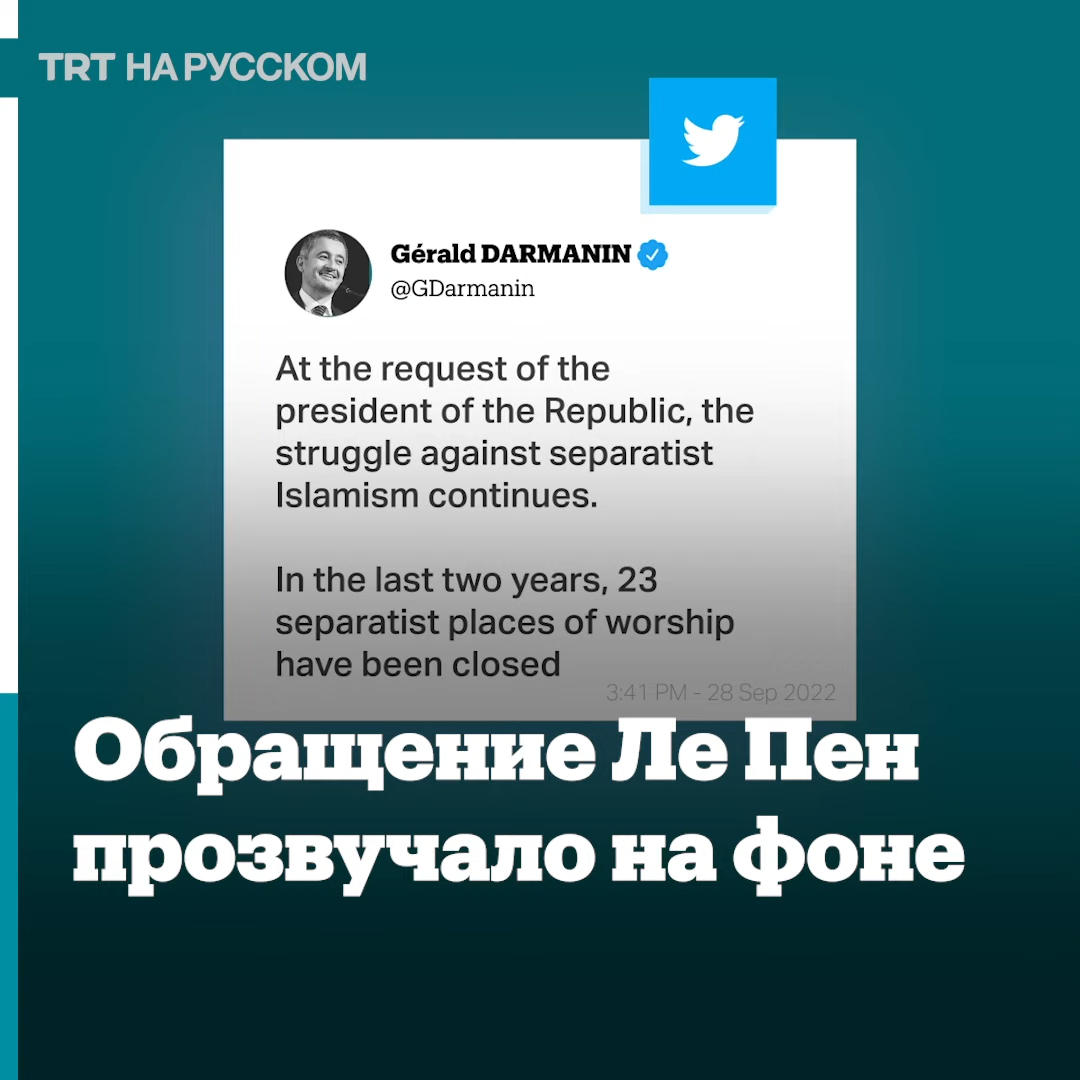 TRT НА РУССКОМ
Gérald DARMANIN
@GDarmanin
At the request of the
president of the Republic, the
struggle against separatist
Islamism continues.
In the last two years, 23
separatist places of worship
have been closed
3:41 PM - 28 Sep 2022
Обращение Ле Пен
прозвучало на фоне